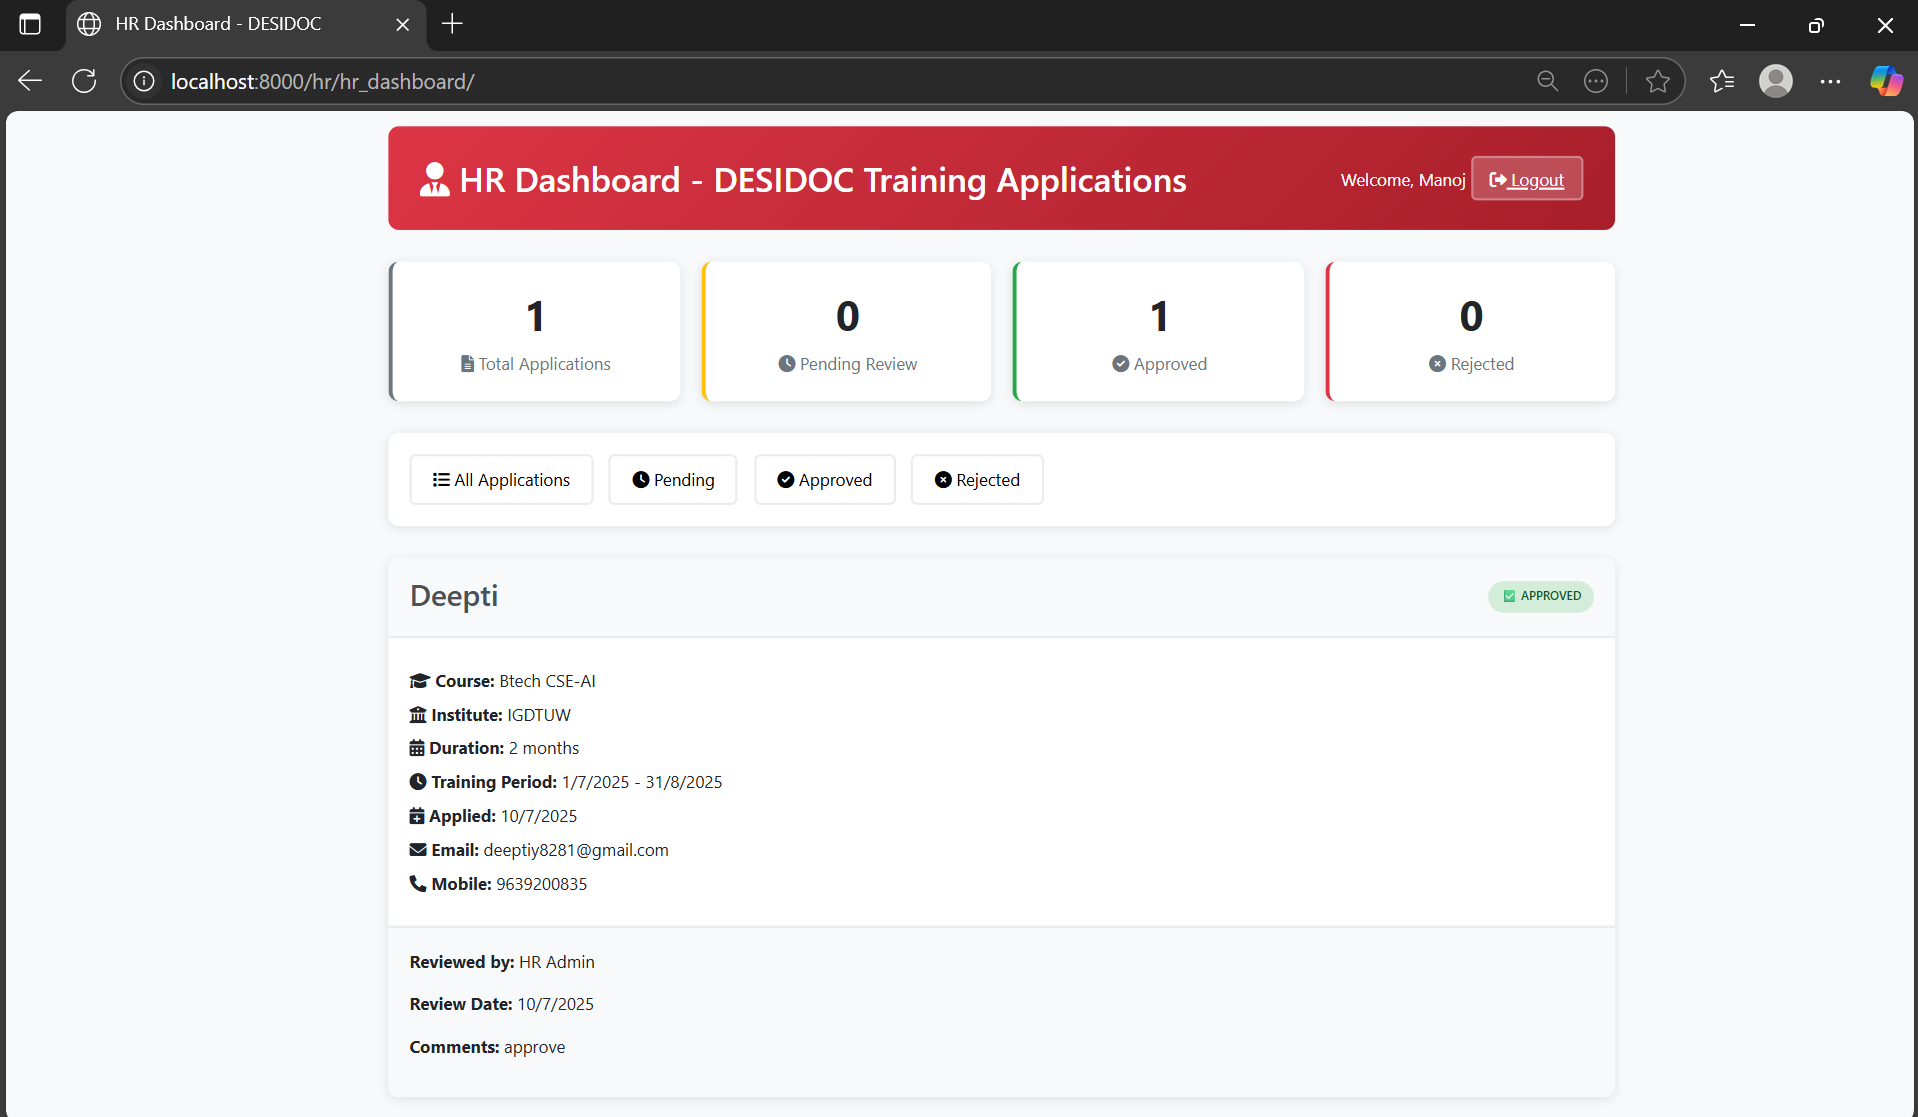 HR Dashboard - DESIDOC
localhost:8000/hr/hr_dashboard/
HR Dashboard - DESIDOC Training Applications
Welcome, Manoj Logout
1
Total Applications
0
Pending Review
1
Approved
0
Rejected
All Applications Pending Approved Rejected
Deepti
APPROVED
Course: Btech CSE-AI
Institute: IGDTUW
Duration: 2 months
Training Period: 1/7/2025 - 31/8/2025
Applied: 10/7/2025
Email: deeptiy8281@gmail.com
Mobile: 9639200835
Reviewed by: HR Admin
Review Date: 10/7/2025
Comments: approve